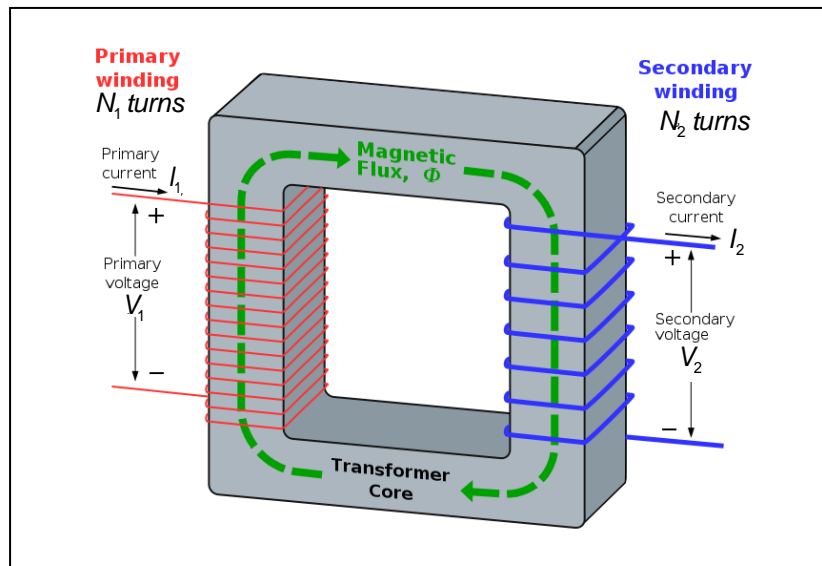 Primary
winding
N1 turns
Secondary
winding
N2 turns
Primary
current
I1,
Magnetic
Flux, Φ
Secondary
current
I2
+
+
Primary
voltage
V1
Secondary
voltage
V2
−
−
Transformer
Core